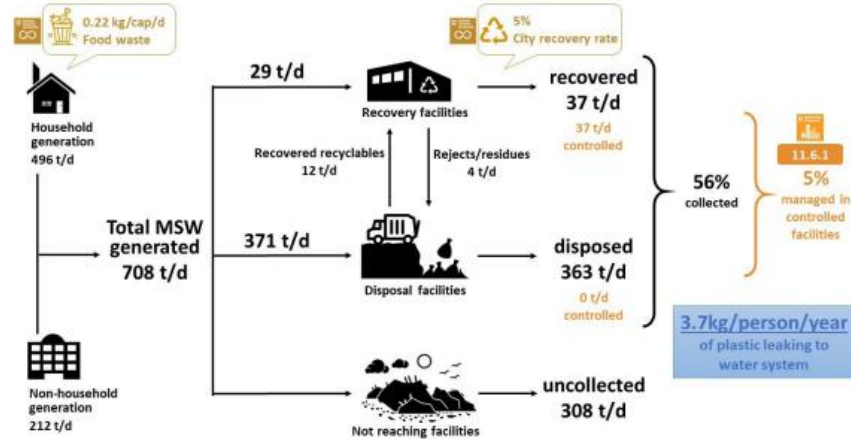 0.22 kg/cap/d
Food waste
5%
City recovery rate
Household
generation
496 t/d
Non-household
generation
212 t/d
Total MSW
generated
708 t/d
29 t/d
Recovery facilities
recovered
37 t/d
37 t/d
controlled
Recovered recyclables
12 t/d
Rejects/residues
4 t/d
371 t/d
Disposal facilities
disposed
363 t/d
0 t/d
controlled
Not reaching facilities
uncollected
308 t/d
56%
collected
11.6.1
5%
managed in
controlled
facilities
3.7kg/person/year
of plastic leaking to
water system